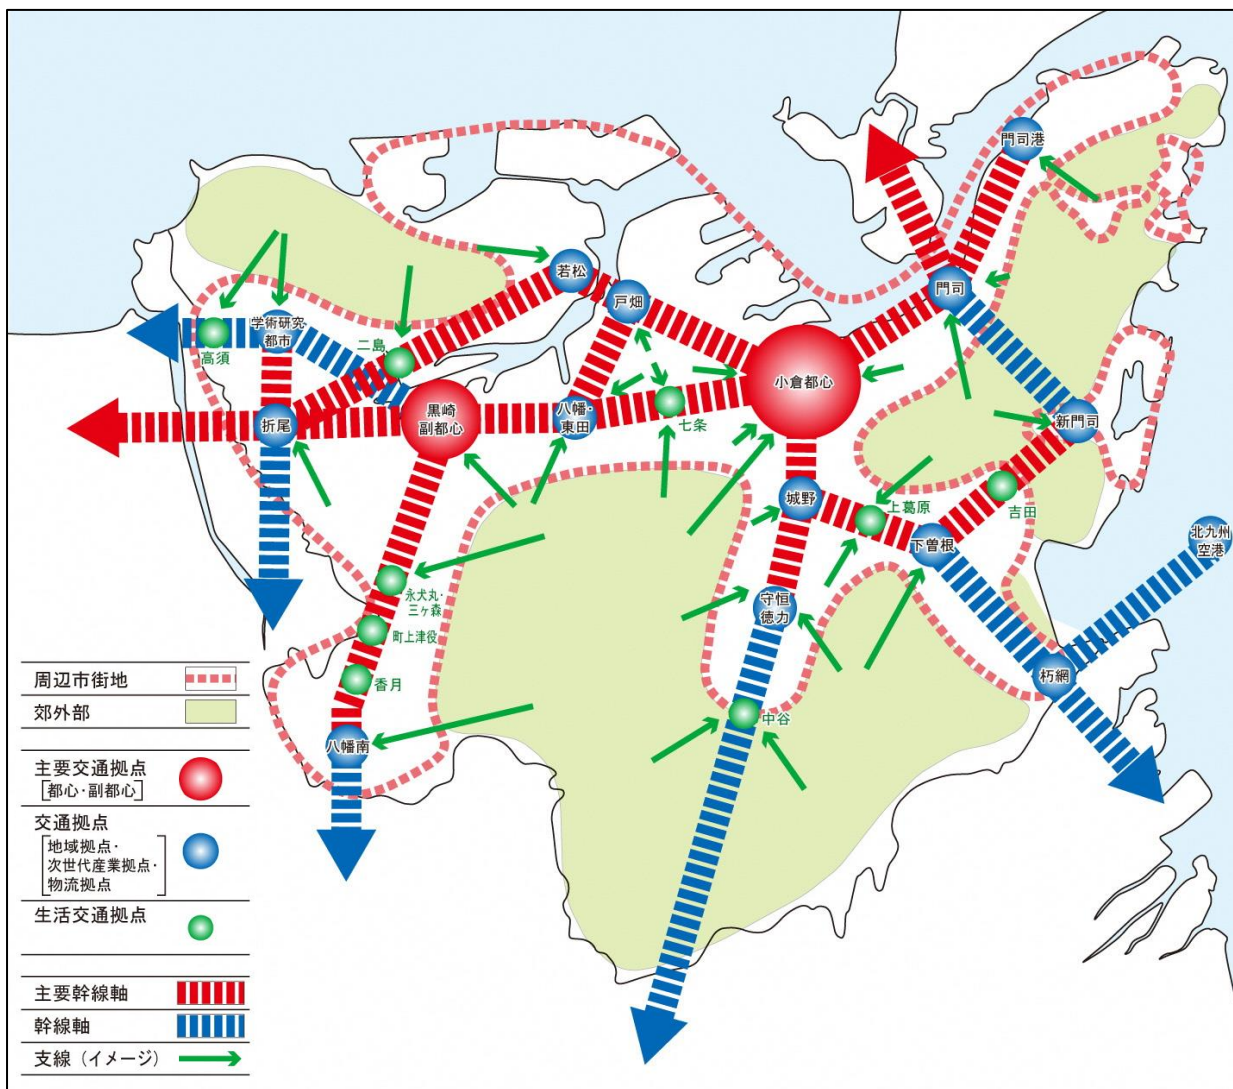 門司港
若松
門司
戸畑
学術研究
都市
高須
二島
小倉都心
黒崎
副都心
八幡・
東田
七条
折尾
新門司
城野
上葛原
吉田
下曽根
北九州
空港
永犬丸・
三ヶ森
守恒
徳力
町上津役
香月
朽網
中谷
八幡南
周辺市街地
郊外部
主要交通拠点
[都心・副都心]
交通拠点
[地域拠点・
次世代産業拠点・
物流拠点]
生活交通拠点
主要幹線軸
幹線軸
支線（イメージ）